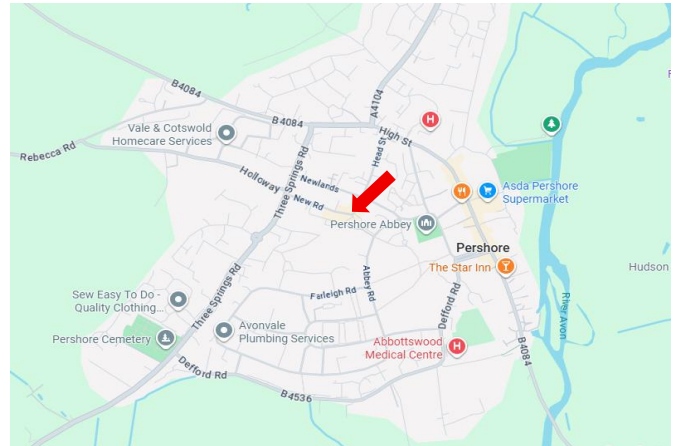 B4084
A4104
H
Vale & Cotswold
Homecare Services
B4084
High St
Rebecca Rd
Head St
Three Springs Rd
Holloway
Newlands
New Rd
Asda Pershore
Supermarket
Pershore Abbey
Pershore
The Star Inn
Hudson
Abbey Rd
Farleigh Rd
Defford Rd
River Avon
Sew Easy To Do -
Quality Clothing...
Three Springs Rd
Avonvale
Plumbing Services
Pershore Cemetery
Abbottswood
Medical Centre
H
B4084
Defford Rd
B4536